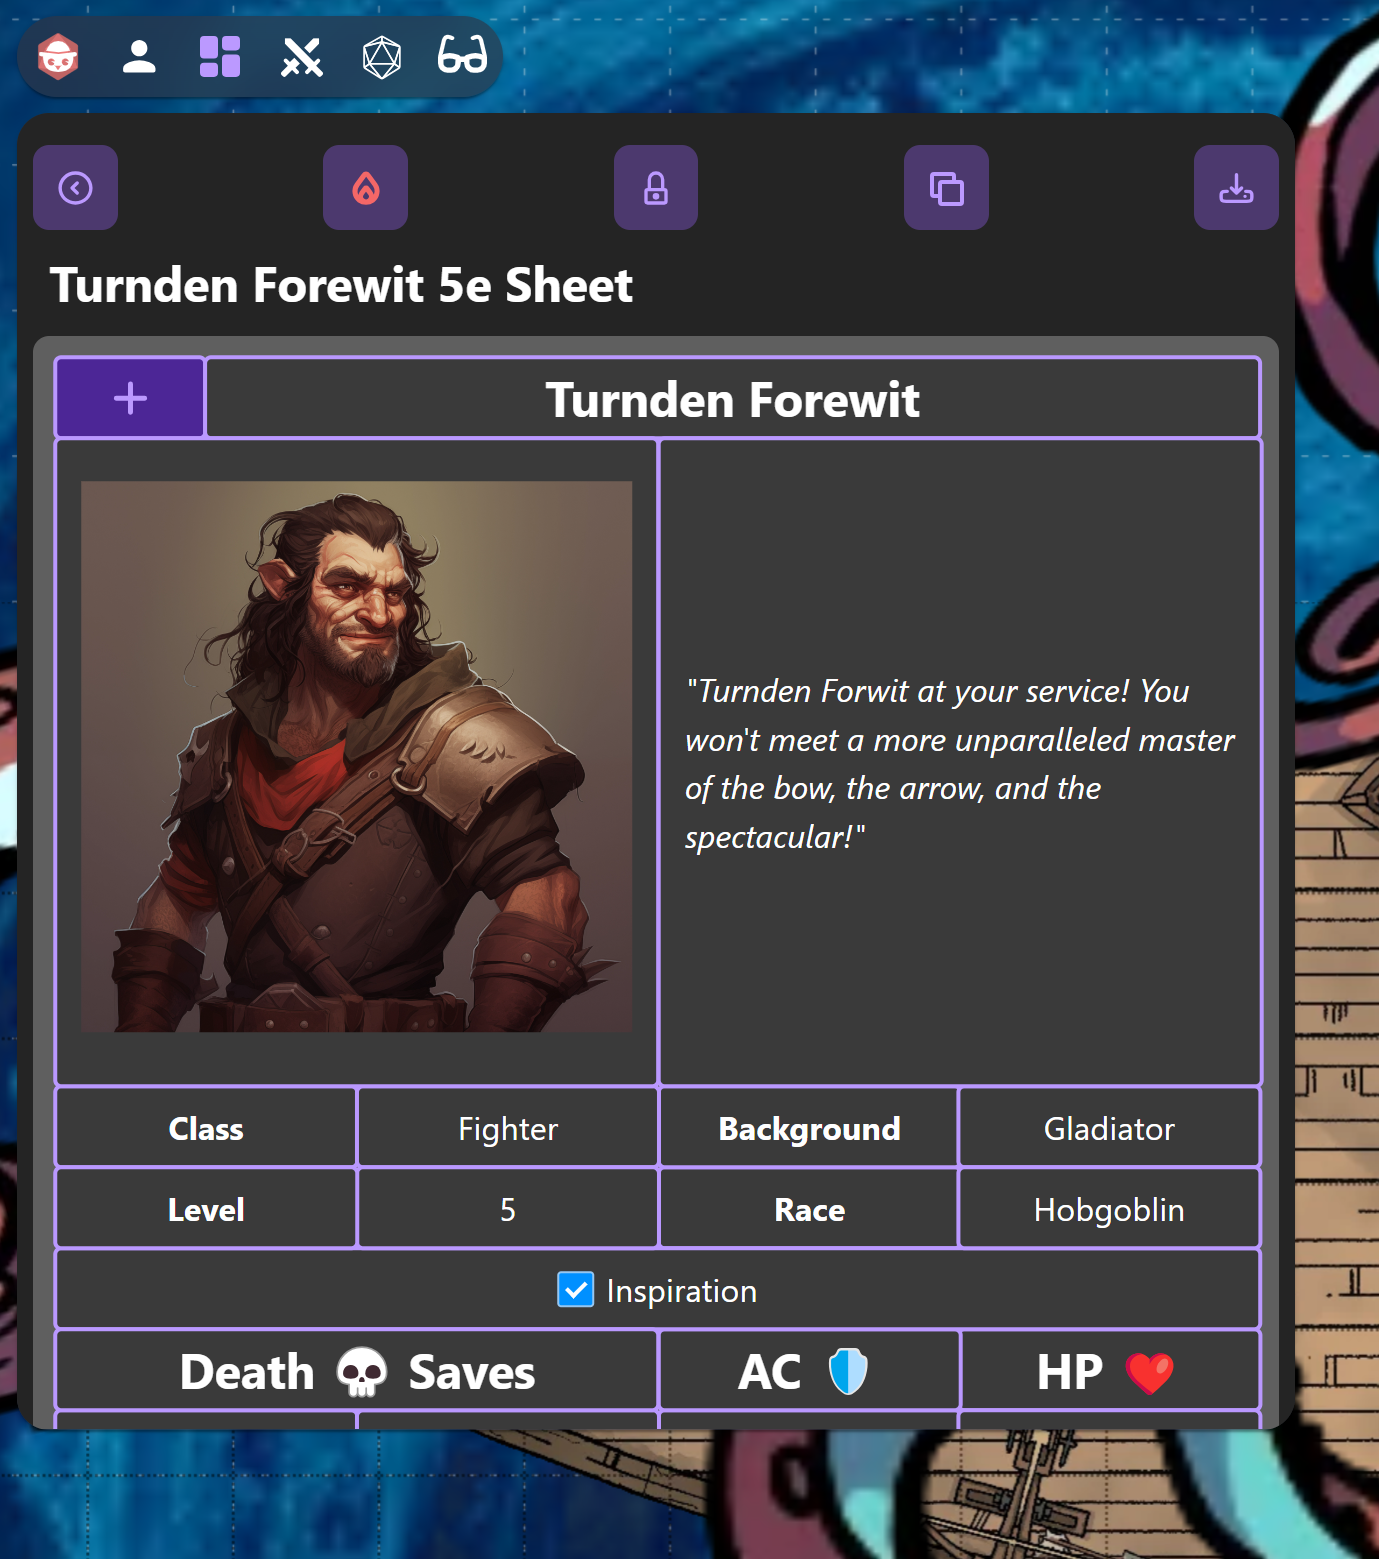 Turnden Forewit 5e Sheet
Turnden Forewit
"Turnden Forwit at your service! You
won't meet a more unparalleled master
of the bow, the arrow, and the
spectacular!"
Class Fighter Background Gladiator
Level 5 Race Hobgoblin
Inspiration
Death 💀 Saves AC 🛡️ HP ❤️